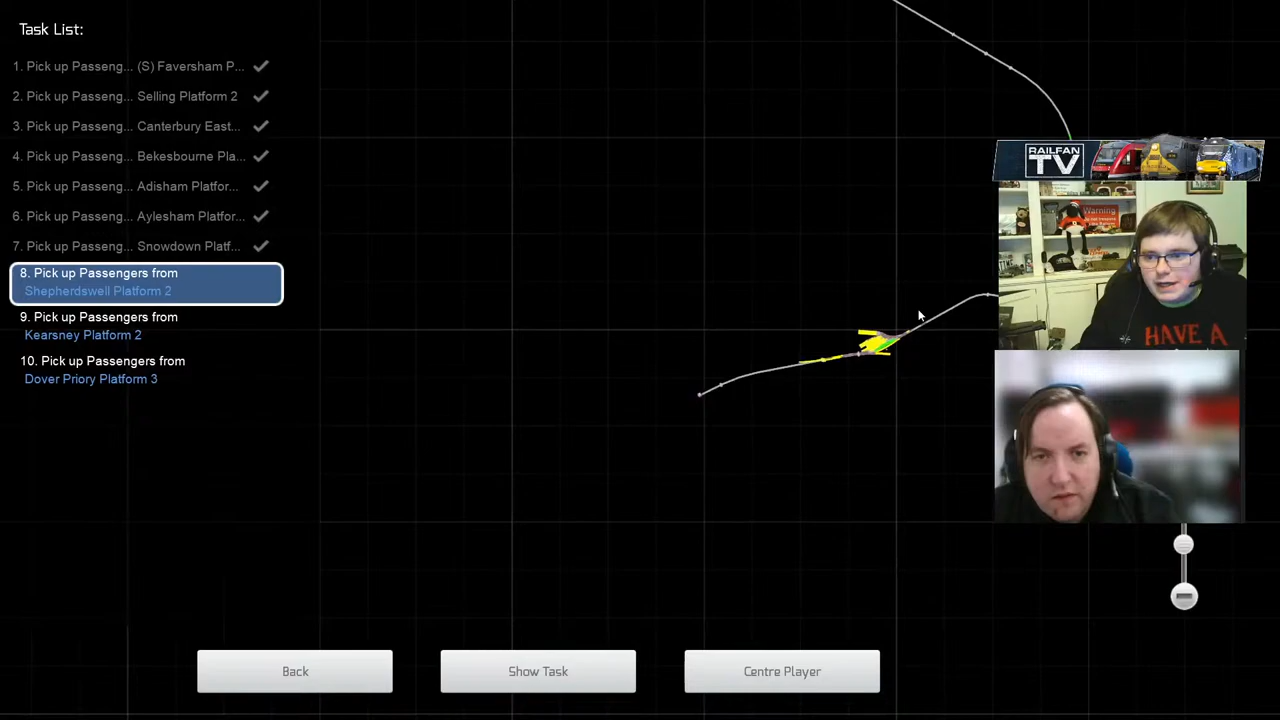 Task List:
1. Pick up Passeng... (S) Faversham P...
2. Pick up Passeng... Selling Platform 2
3. Pick up Passeng... Canterbury East...
4. Pick up Passeng... Bekesbourne Pla...
5. Pick up Passeng... Adisham Platfor...
6. Pick up Passeng... Aylesham Platfor...
7. Pick up Passeng... Snowdown Platf...
8. Pick up Passengers from
Shepherdswell Platform 2
9. Pick up Passengers from
Kearsney Platform 2
10. Pick up Passengers from
Dover Priory Platform 3
RAILFAN
TV
Warning
HAVE A
Back
Show Task
Centre Player